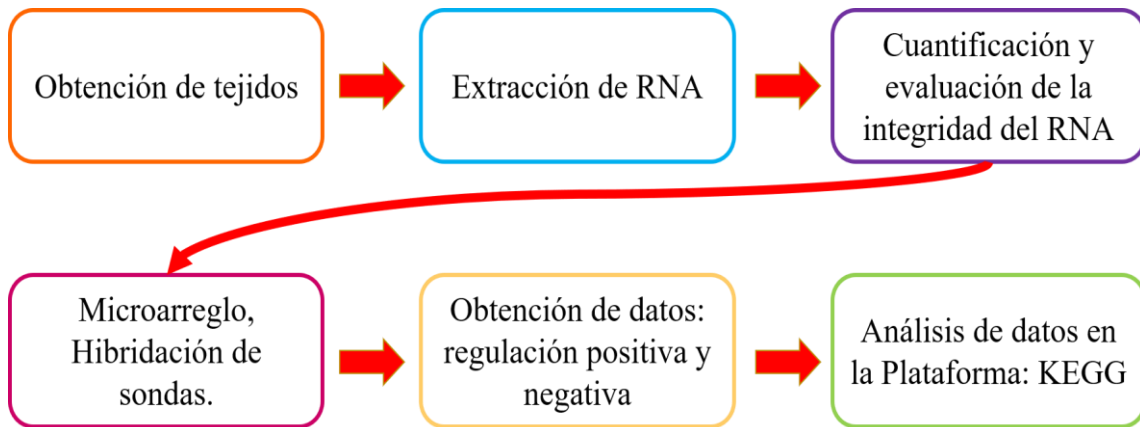 Obtención de tejidos
Extracción de RNA
Cuantificación y
evaluación de la
integridad del RNA
Microarreglo,
Hibridación de
sondas.
Obtención de datos:
regulación positiva y
negativa
Análisis de datos en
la Plataforma: KEGG